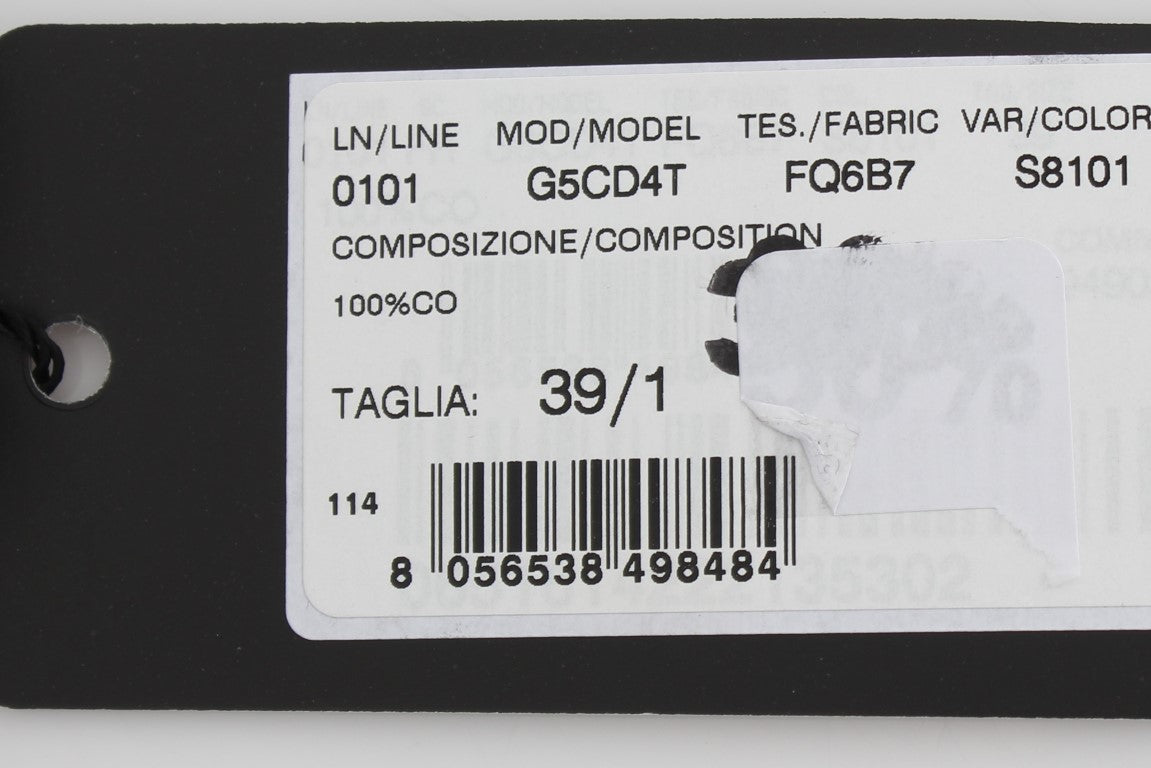 LN/LINE MOD/MODEL TES./FABRIC VAR/COLOR
0101 G5CD4T FQ6B7 S8101
COMPOSIZIONE/COMPOSITION
100%CO
TAGLIA: 39/1
114
8 056538 498484